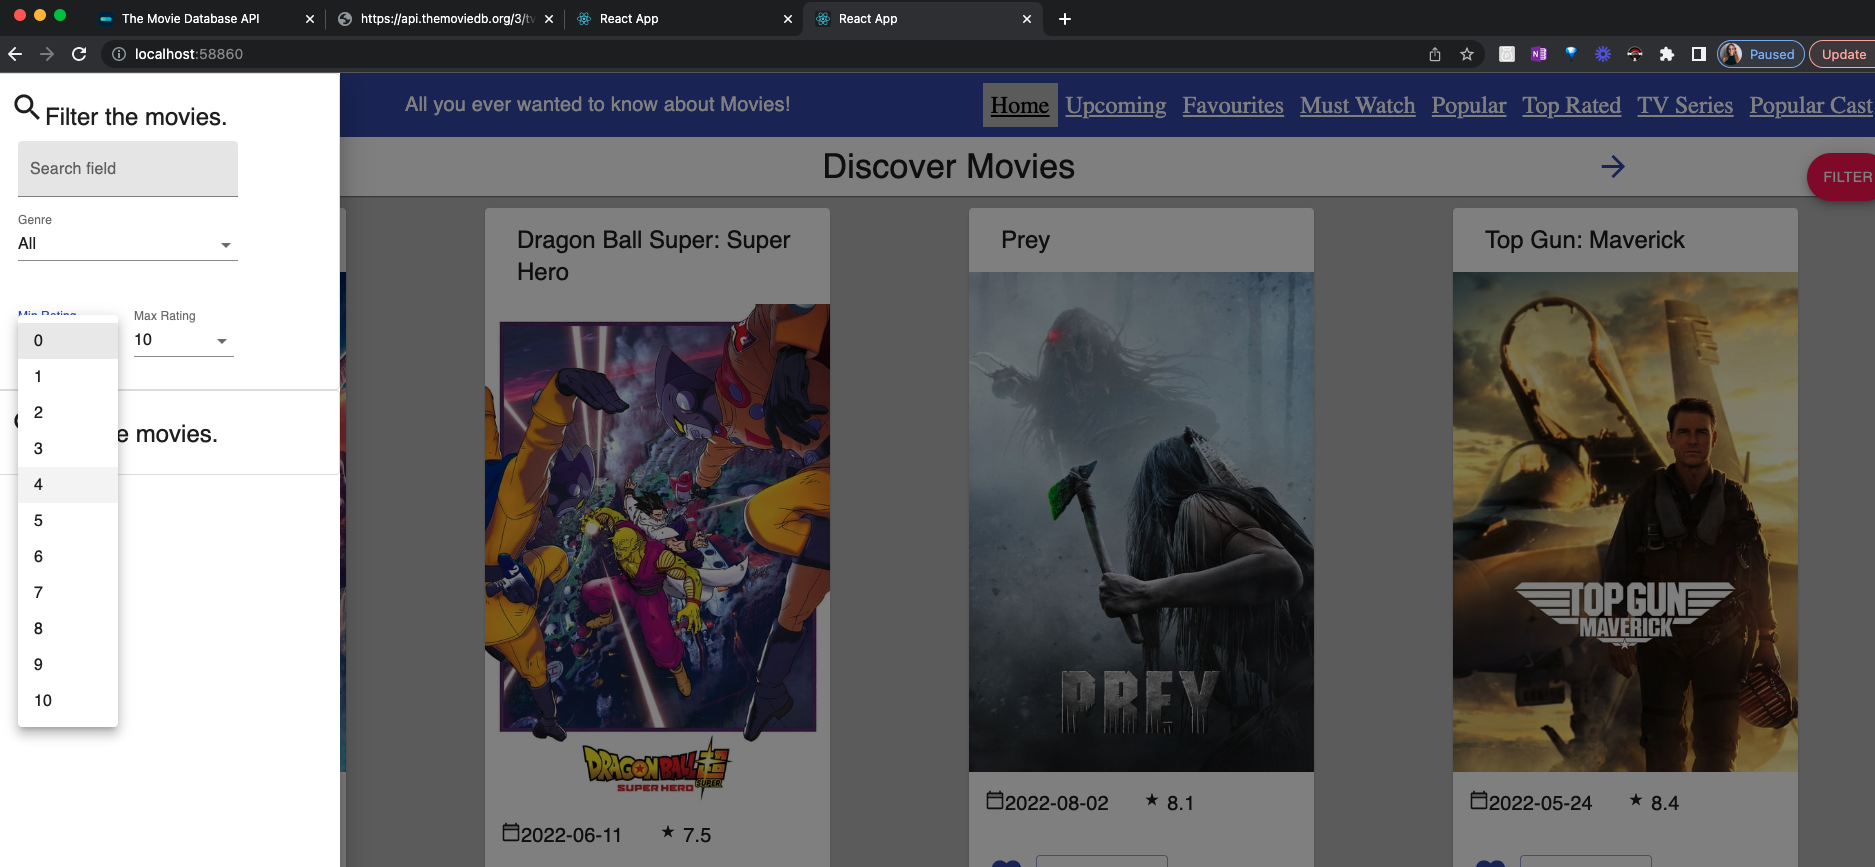 The Movie Database API
https://api.themoviedb.org/3/tv
React App
React App
localhost:58860
Paused
Update
Filter the movies.
Search field
Genre
All
Min Rating
Max Rating
10
0
1
2
3
4
5
6
7
8
9
10
e movies.
All you ever wanted to know about Movies!
Home Upcoming Favourites Must Watch Popular Top Rated TV Series Popular Cast
Discover Movies
FILTER
Dragon Ball Super: Super
Hero
DRAGONBALL
SUPER
SUPER HERO
2022-06-11 7.5
Prey
PREY
2022-08-02 8.1
Top Gun: Maverick
TOP GUN
MAVERICK
2022-05-24 8.4